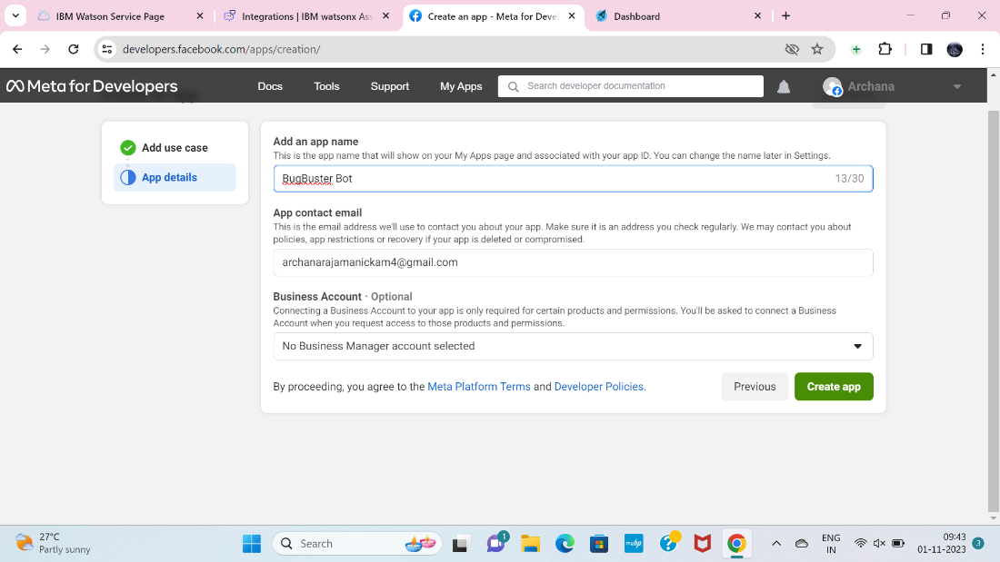 IBM Watson Service Page
Integrations | IBM watsonx Ass
Create an app - Meta for Deve
Dashboard
developers.facebook.com/apps/creation/
Meta for Developers
Docs
Tools
Support
My Apps
Search developer documentation
Archana
Add use case
App details
Add an app name
This is the app name that will show on your My Apps page and associated with your app ID. You can change the name later in Settings.
BugBuster Bot
13/30
App contact email
This is the email address we'll use to contact you about your app. Make sure it is an address you check regularly. We may contact you about
policies, app restrictions or recovery if your app is deleted or compromised.
archanarajamanickam4@gmail.com
Business Account · Optional
Connecting a Business Account to your app is only required for certain products and permissions. You'll be asked to connect a Business
Account when you request access to those products and permissions.
No Business Manager account selected
By proceeding, you agree to the Meta Platform Terms and Developer Policies.
Previous
Create app
27°C
Partly sunny
Search
1
myhp
ENG
IN
09:43
01-11-2023
3